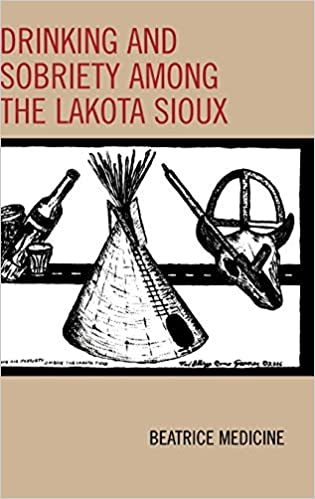 DRINKING AND
SOBRIETY AMONG
THE LAKOTA SIOUX
BEATRICE MEDICINE